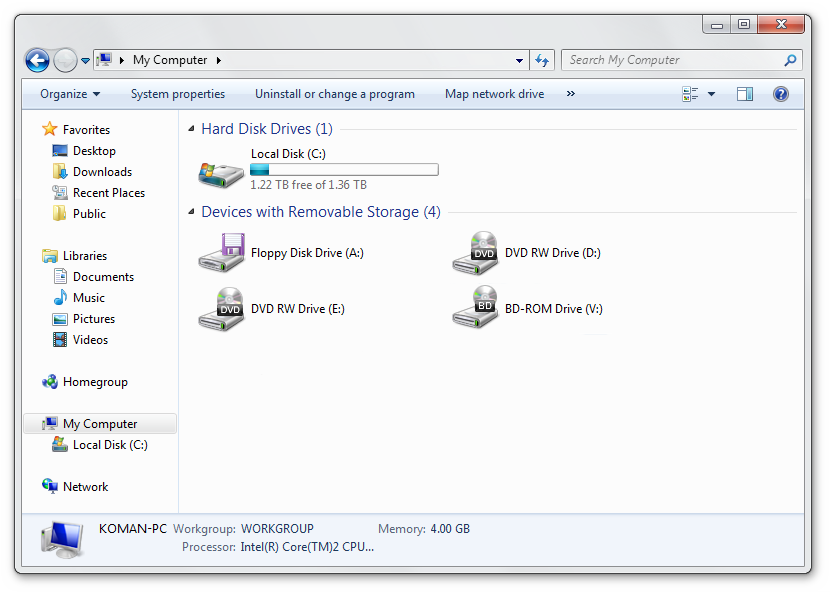 My Computer
Search My Computer
Organize System properties Uninstall or change a program Map network drive »
Favorites
Desktop
Downloads
Recent Places
Public
Libraries
Documents
Music
Pictures
Videos
Homegroup
My Computer
Local Disk (C:)
Network
Hard Disk Drives (1)
Local Disk (C:)
1.22 TB free of 1.36 TB
Devices with Removable Storage (4)
Floppy Disk Drive (A:)
DVD
DVD RW Drive (D:)
DVD
DVD RW Drive (E:)
BD
BD-ROM Drive (V:)
KOMAN-PC Workgroup: WORKGROUP Memory: 4.00 GB
Processor: Intel(R) Core(TM)2 CPU...